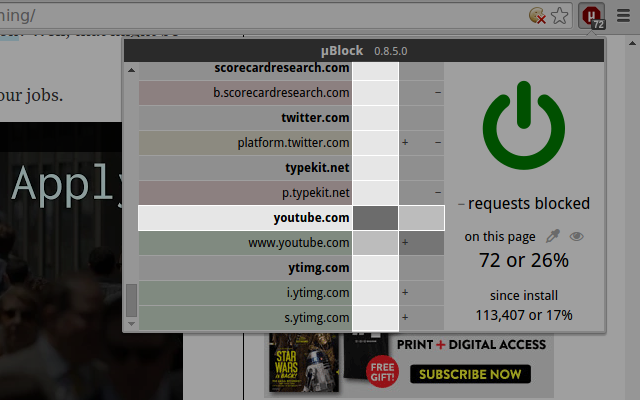 ning/
72
µBlock 0.8.5.0
scorecardresearch.com
b.scorecardresearch.com –
twitter.com
platform.twitter.com + –
typekit.net
p.typekit.net –
youtube.com
www.youtube.com +
ytimg.com
i.ytimg.com +
s.ytimg.com +
– requests blocked
on this page
72 or 26%
since install
113,407 or 17%
our jobs.
Apply
STAR
WARS
IS BACK!
FREE
GIFT!
PRINT + DIGITAL ACCESS
SUBSCRIBE NOW